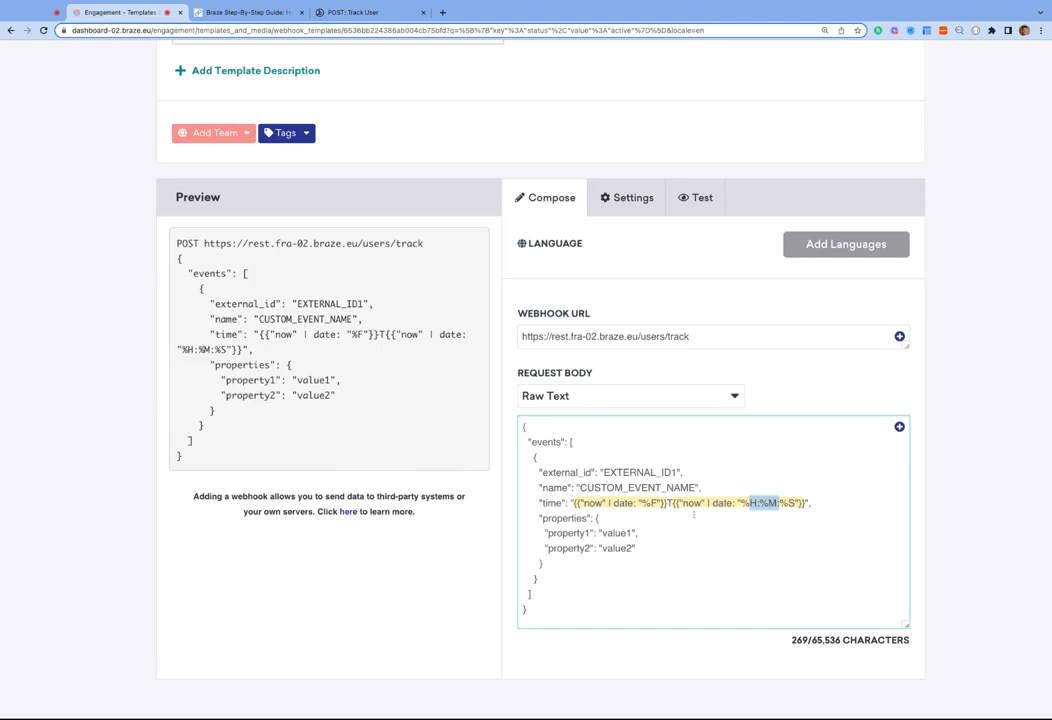 Engagement - Templates
Braze Step-By-Step Guide: H
POST: Track User
dashboard-02.braze.eu/engagement/templates_and_media/webhook_templates/6536bb224386ab004cb75bfd?q=%5B%7B"key"%3A"status"%2C"value"%3A"active"%7D%5D&locale=en
Add Template Description
Add Team
Tags
Preview
Compose
Settings
Test
POST https://rest.fra-02.braze.eu/users/track
{
"events": [
{
"external_id": "EXTERNAL_ID1",
"name": "CUSTOM_EVENT_NAME",
"time": "{{"now" | date: "%F"}}T{{"now" | date:
"%H:%M:%S"}}",
"properties": {
"property1": "value1",
"property2": "value2"
}
}
]
}
Adding a webhook allows you to send data to third-party systems or
your own servers. Click here to learn more.
LANGUAGE
Add Languages
WEBHOOK URL
https://rest.fra-02.braze.eu/users/track
REQUEST BODY
Raw Text
{
"events": [
{
"external_id": "EXTERNAL_ID1",
"name": "CUSTOM_EVENT_NAME",
"time": "{{"now" | date: "%F"}}T{{"now" | date: "%H:%M:%S"}}",
"properties": {
"property1": "value1",
"property2": "value2"
}
}
]
}
269/65,536 CHARACTERS